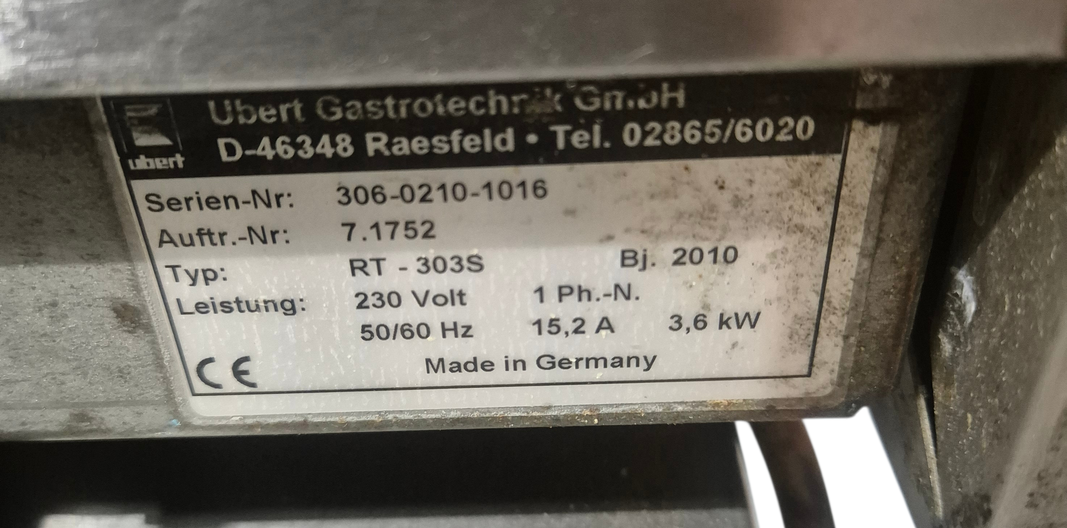 Ubert Gastrotechnik GmbH
D-46348 Raesfeld • Tel. 02865/6020
ubert
Serien-Nr: 306-0210-1016
Auftr.-Nr: 7.1752
Typ: RT - 303S Bj. 2010
Leistung: 230 Volt 1 Ph.-N.
50/60 Hz 15,2 A 3,6 kW
CE Made in Germany